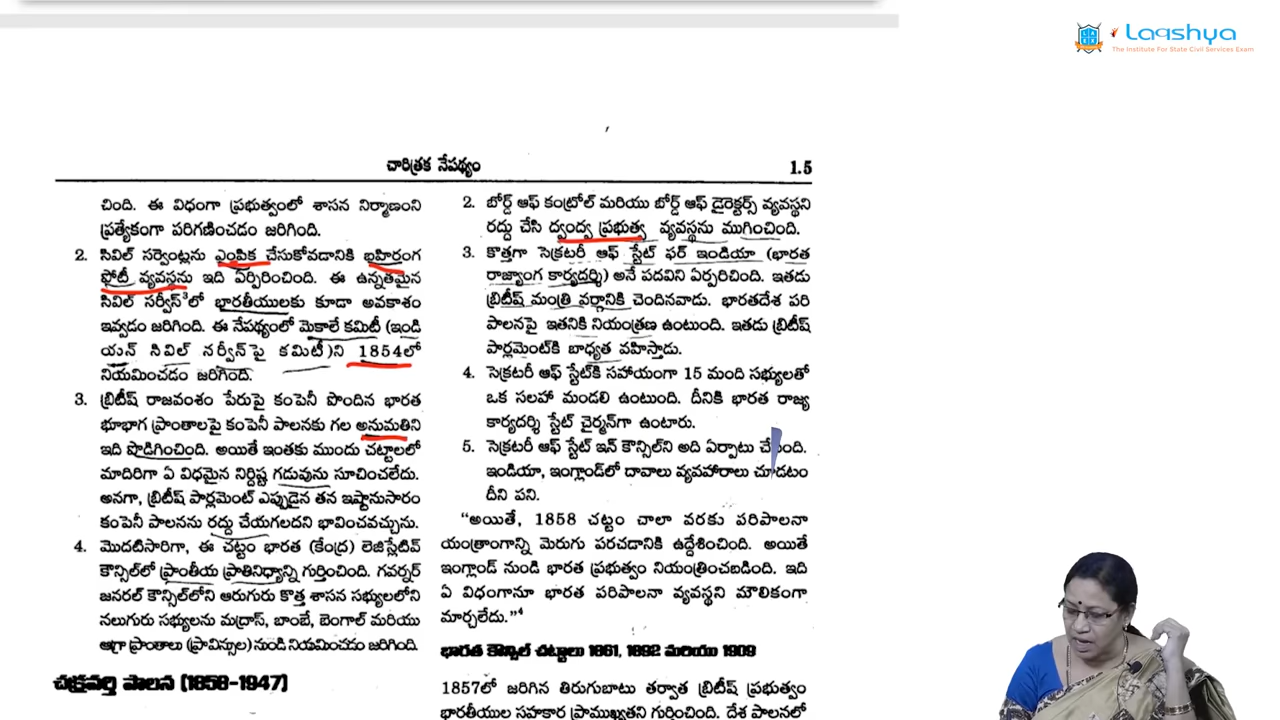 Laqshya
The Institute For State Civil Services Exam
చారిత్రక నేపథ్యం
1.5
చింది. ఈ విధంగా ప్రభుత్వంలో శాసన నిర్మాణంని
ప్రత్యేకంగా పరిగణించడం జరిగింది.
2. సివిల్ సర్వెంట్లను ఎంపిక చేసుకోవడానికి బహిరంగ
పోటీ వ్యవస్థను ఇది ఏర్పరించింది. ఈ ఉన్నతమైన
సివిల్ సర్వీస్³లో భారతీయులకు కూడా అవకాశం
ఇవ్వడం జరిగింది. ఈ నేపథ్యంలో మెకాలే కమిటీ (ఇండి
యన్ సివిల్ సర్వీస్‌పై కమిటీ)ని 1854లో
నియమించడం జరిగింది.
3. బ్రిటీష్ రాజవంశం పేరుపై కంపెనీ పొందిన భారత
భూభాగ ప్రాంతాలపై కంపెనీ పాలనకు గల అనుమతిని
ఇది పొడిగించింది. అయితే ఇంతకు ముందు చట్టాలలో
మాదిరిగా ఏ విధమైన నిర్దిష్ట గడువును సూచించలేదు.
అనగా, బ్రిటీష్ పార్లమెంట్ ఎప్పుడైన తన ఇష్టానుసారం
కంపెనీ పాలనను రద్దు చేయగలదని భావించవచ్చును.
4. మొదటిసారిగా, ఈ చట్టం భారత (కేంద్ర) లెజిస్లేటివ్
కౌన్సిల్‌లో ప్రాంతీయ ప్రాతినిధ్యాన్ని గుర్తించింది. గవర్నర్
జనరల్ కౌన్సిల్‌లోని ఆరుగురు కొత్త శాసన సభ్యులలోని
నలుగురు సభ్యులను మద్రాస్, బాంబే, బెంగాల్ మరియు
ఆగ్రా ప్రాంతాలు (ప్రావిన్సుల) నుండి నియమించడం జరిగింది.
చక్రవర్తి పాలన (1858-1947)
2. బోర్డ్ ఆఫ్ కంట్రోల్ మరియు బోర్డ్ ఆఫ్ డైరెక్టర్స్ వ్యవస్థని
రద్దు చేసి ద్వంద్వ ప్రభుత్వ వ్యవస్థను ముగించింది.
3. కొత్తగా సెక్రటరీ ఆఫ్ స్టేట్ ఫర్ ఇండియా (భారత
రాజ్యాంగ కార్యదర్శి) అనే పదవిని ఏర్పరిచింది. ఇతడు
బ్రిటీష్ మంత్రి వర్గానికి చెందినవాడు. భారతదేశ పరి
పాలనపై ఇతనికి నియంత్రణ ఉంటుంది. ఇతడు బ్రిటీష్
పార్లమెంట్‌కి బాధ్యత వహిస్తాడు.
4. సెక్రటరీ ఆఫ్ స్టేట్‌కి సహాయంగా 15 మంది సభ్యులతో
ఒక సలహా మండలి ఉంటుంది. దీనికి భారత రాజ్య
కార్యదర్శి స్టేట్ చైర్మన్‌గా ఉంటారు.
5. సెక్రటరీ ఆఫ్ స్టేట్ ఇన్ కౌన్సిల్‌ని అది ఏర్పాటు చేసింది.
ఇండియా, ఇంగ్లాండ్‌లో దావాలు వ్యవహారాలు చూడటం
దీని పని.
"అయితే, 1858 చట్టం చాలా వరకు పరిపాలనా
యంత్రాంగాన్ని మెరుగు పరచడానికి ఉద్దేశించింది. అయితే
ఇంగ్లాండ్ నుండి భారత ప్రభుత్వం నియంత్రించబడింది. ఇది
ఏ విధంగానూ భారత పరిపాలనా వ్యవస్థని మౌలికంగా
మార్చలేదు."⁴
భారత కౌన్సిల్ చట్టాలు 1861, 1892 మరియు 1909
1857లో జరిగిన తిరుగుబాటు తర్వాత బ్రిటీష్ ప్రభుత్వం
భారతీయుల సహకార ప్రాముఖ్యతని గుర్తించింది. దేశ పాలనలో